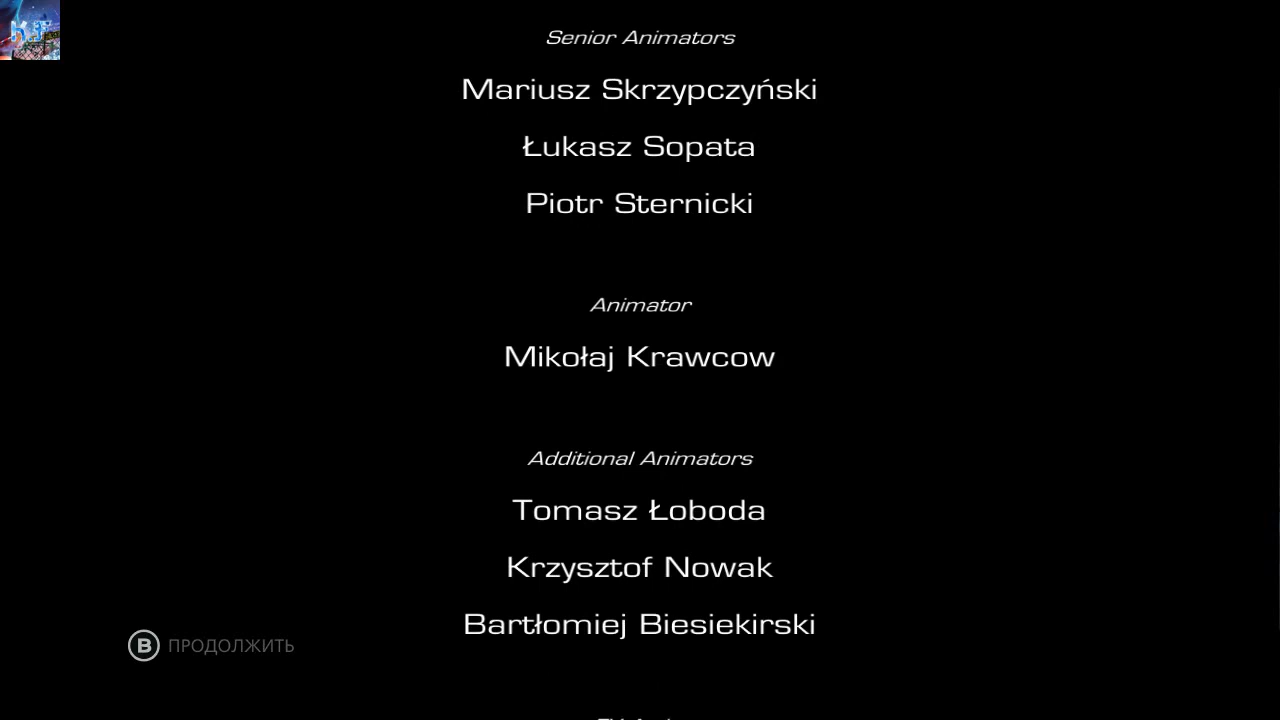 Senior Animators
Mariusz Skrzypczyński
Łukasz Sopata
Piotr Sternicki
Animator
Mikołaj Krawcow
Additional Animators
Tomasz Łoboda
Krzysztof Nowak
Bartłomiej Biesiekirski
B ПРОДОЛЖИТЬ